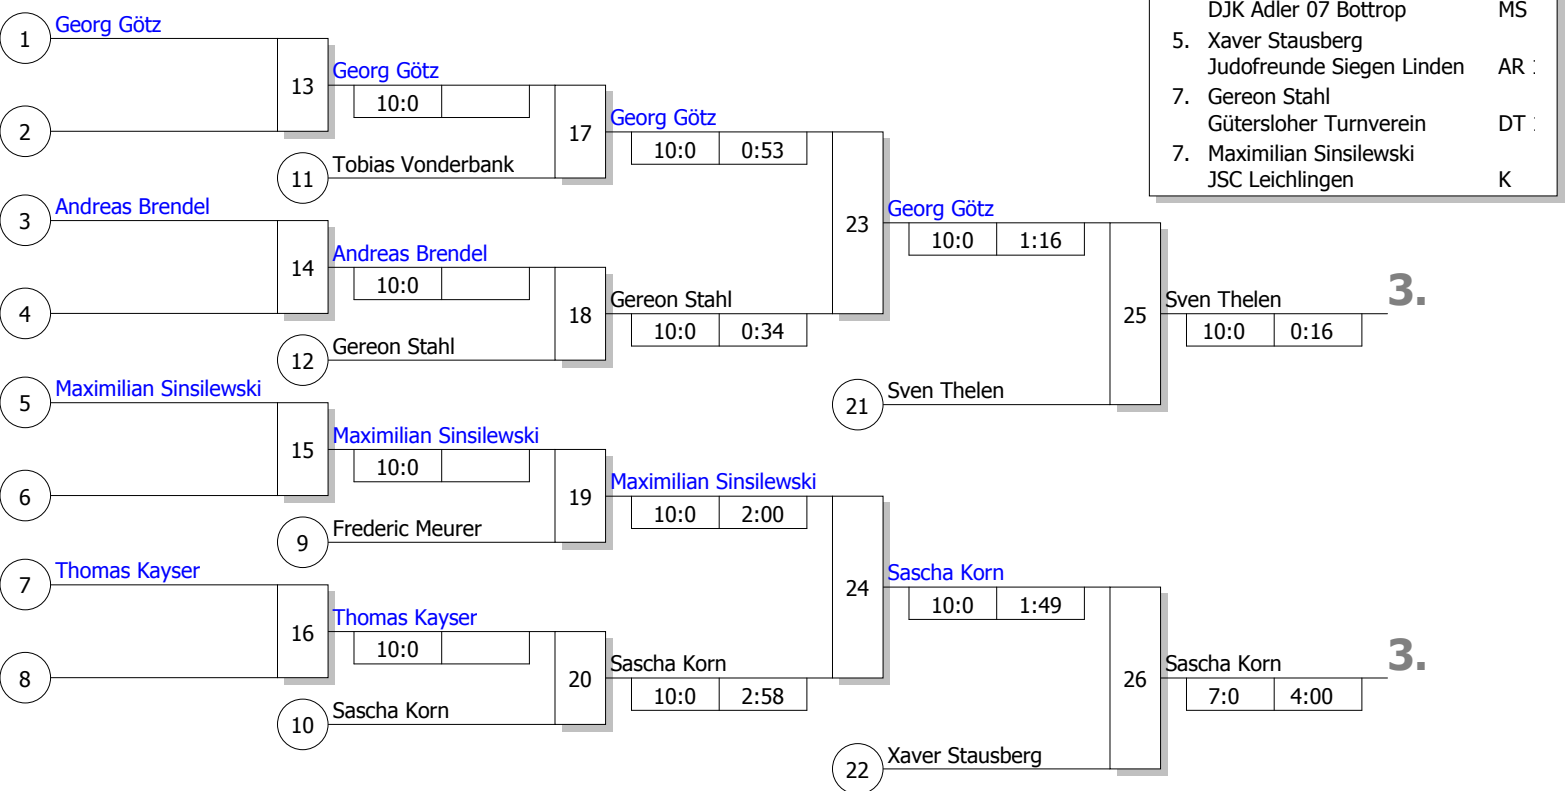 DJK Adler 07 Bottrop MS
5. Xaver Stausberg
Judofreunde Siegen Linden AR
7. Gereon Stahl
Gütersloher Turnverein DT
7. Maximilian Sinsilewski
JSC Leichlingen K
1 Georg Götz
13 Georg Götz
10:0
2
17 Georg Götz
10:0 0:53
11 Tobias Vonderbank
3 Andreas Brendel
23 Georg Götz
10:0 1:16
14 Andreas Brendel
10:0
4
18 Gereon Stahl
10:0 0:34
12 Gereon Stahl
25 Sven Thelen 3.
10:0 0:16
21 Sven Thelen
5 Maximilian Sinsilewski
15 Maximilian Sinsilewski
10:0
6
19 Maximilian Sinsilewski
10:0 2:00
9 Frederic Meurer
7 Thomas Kayser
24 Sascha Korn
10:0 1:49
16 Thomas Kayser
10:0
8
20 Sascha Korn
10:0 2:58
10 Sascha Korn
26 Sascha Korn 3.
7:0 4:00
22 Xaver Stausberg